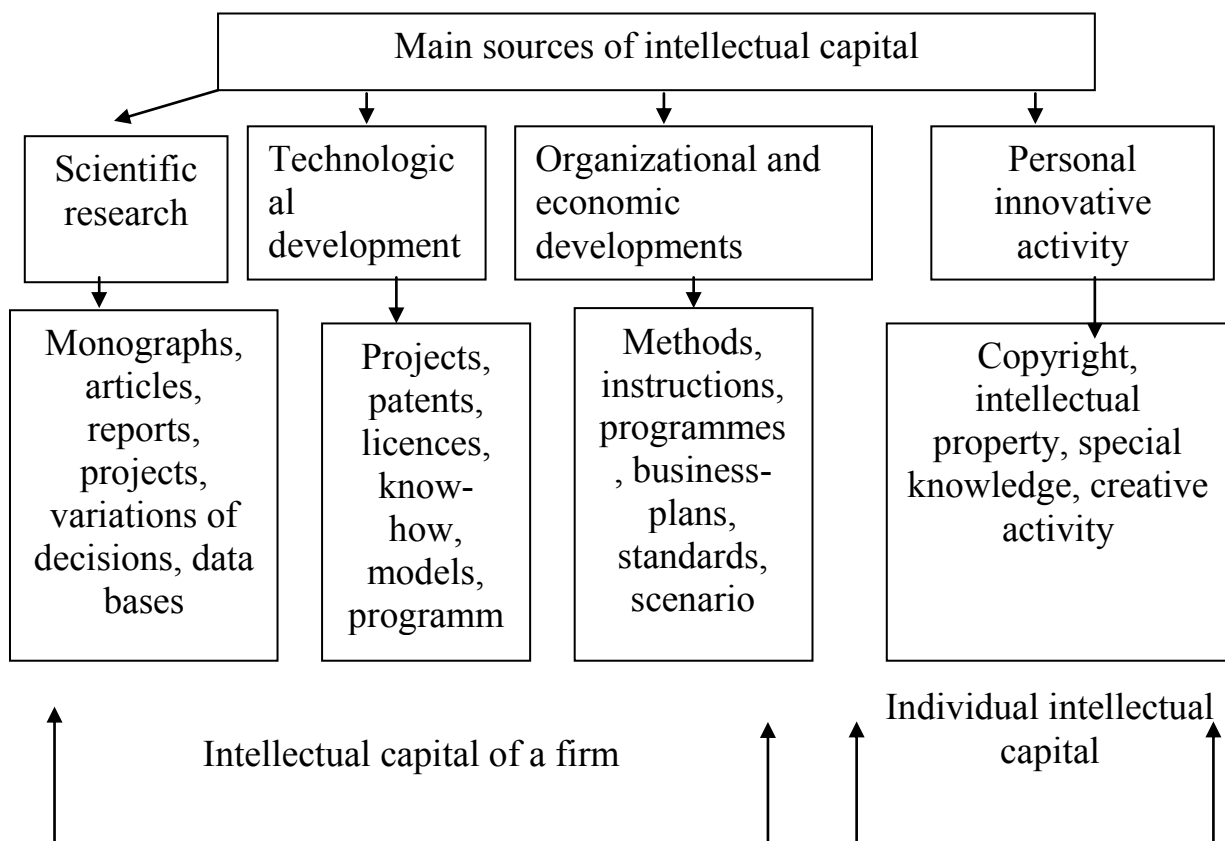 Main sources of intellectual capital
Scientific
research
Technologic
al
development
Organizational and
economic
developments
Personal
innovative
activity
Monographs,
articles,
reports,
projects,
variations of
decisions, data
bases
Projects,
patents,
licences,
know-
how,
models,
programm
Methods,
instructions,
programmes
, business-
plans,
standards,
scenario
Copyright,
intellectual
property, special
knowledge, creative
activity
Intellectual capital of a firm
Individual intellectual
capital